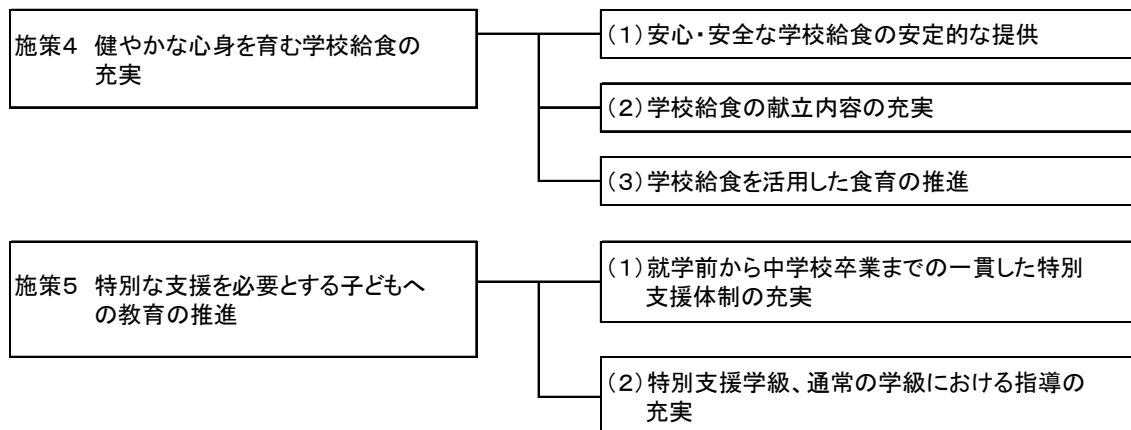 施策4 健やかな心身を育む学校給食の
充実
(1)安心・安全な学校給食の安定的な提供
(2)学校給食の献立内容の充実
(3)学校給食を活用した食育の推進
施策5 特別な支援を必要とする子どもへ
の教育の推進
(1)就学前から中学校卒業までの一貫した特別
支援体制の充実
(2)特別支援学級、通常の学級における指導の
充実